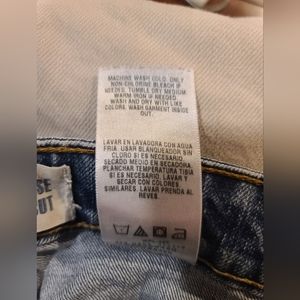 MACHINE WASH COLD. ONLY
NON-CHLORINE BLEACH IF
NEEDED. TUMBLE DRY MEDIUM.
WARM IRON IF NEEDED.
WASH AND DRY WITH LIKE
COLORS. WASH GARMENT INSIDE
OUT.
LAVAR EN LAVADORA CON AGUA
FRIA. USAR BLANQUEADOR SIN
CLORO SI ES NECESARIO.
SECADO MEDIO EN SECADORA.
PLANCHAR TEMPERATURA TIBIA
SI ES NECESARIO. LAVAR Y
SECAR CON COLORES
SIMILARES. LAVAR PRENDA AL
REVES.
SE
OUT